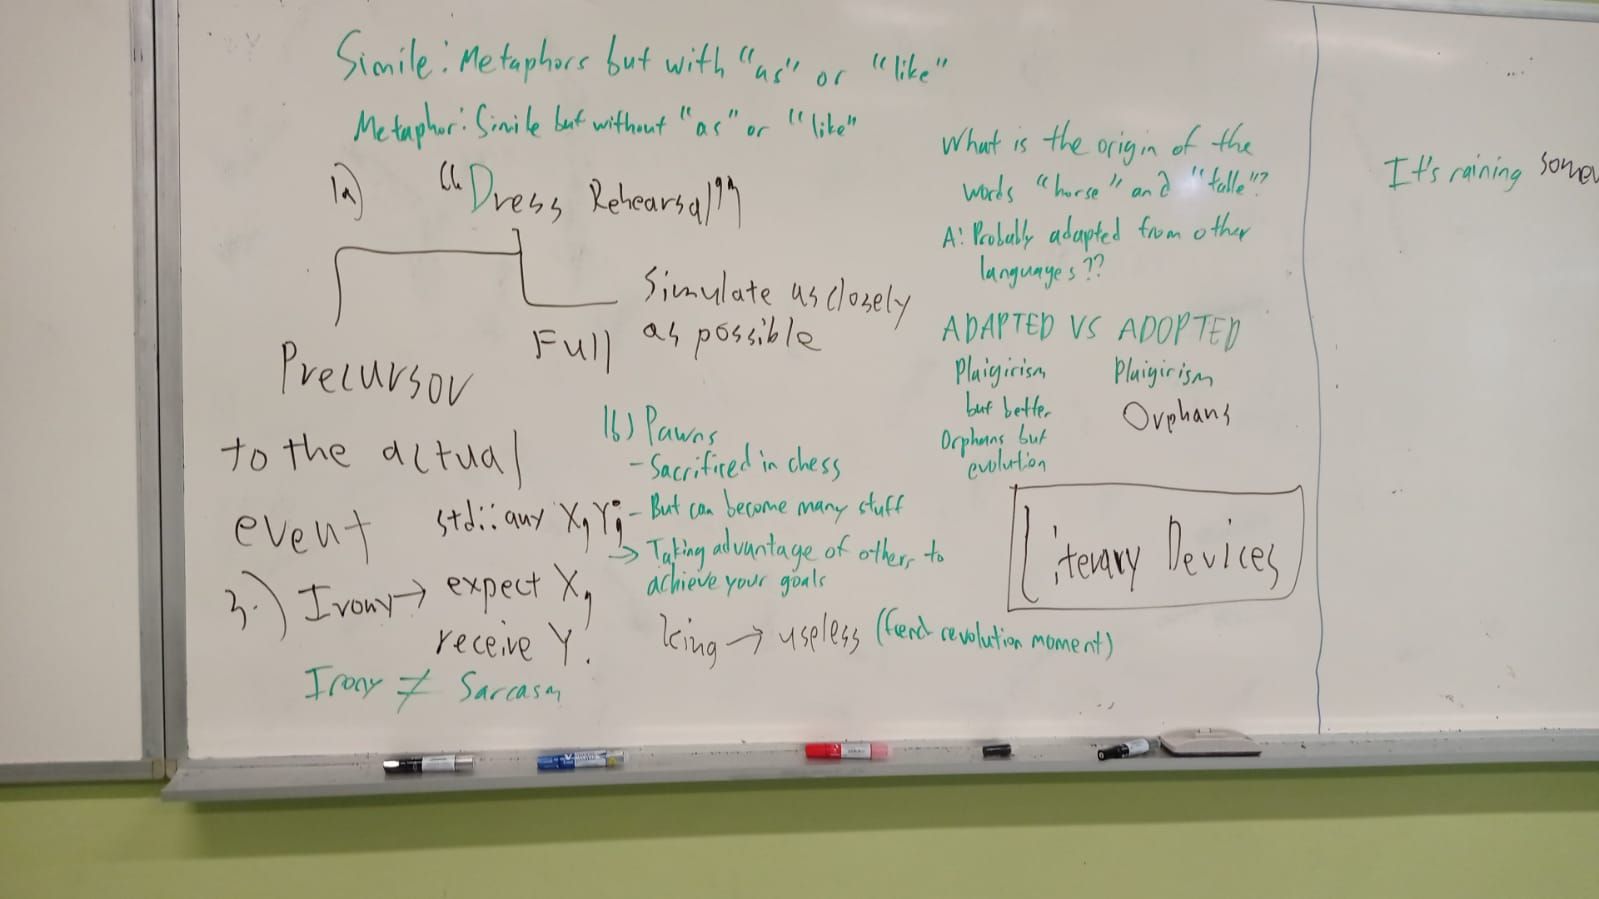 Simile: Metaphors but with "as" or "like"
Metaphor: Simile but without "as" or "like"
1a) "Dress Rehearsal"
Precursor
to the actual
event
Full
Simulate as closely
as possible
1b) Pawns
- Sacrificed in chess
- But can become many stuff
→ Taking advantage of others to
achieve your goals
King → useless (French revolution moment)
std::any X, Y;
3.) Irony → expect X,
receive Y.
Irony ≠ Sarcasm
What is the origin of the
words "horse" and
A: Probably adapted from other
languages??
ADAPTED VS ADOPTED
Plaigirism
but better
Orphans but
evolution
Plaigirism
Orphans
Literary Devices
It's raining